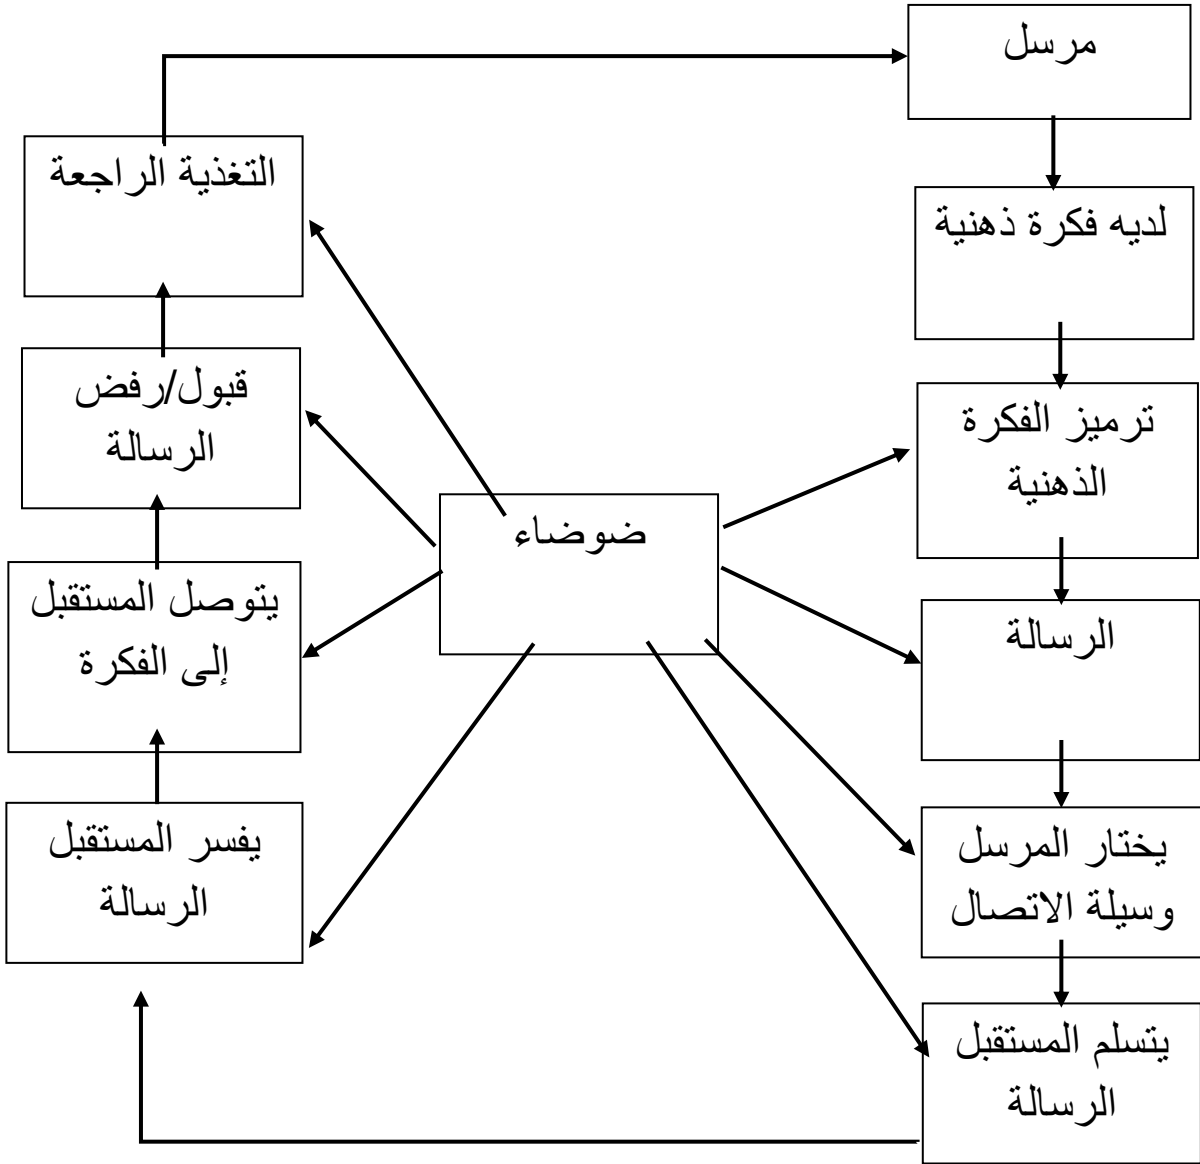 مرسل
لديه فكرة ذهنية
ترميز الفكرة
الذهنية
الرسالة
يختار المرسل
وسيلة الاتصال
يتسلم المستقبل
الرسالة
يفسر المستقبل
الرسالة
يتوصل المستقبل
إلى الفكرة
قبول/رفض
الرسالة
التغذية الراجعة
ضوضاء